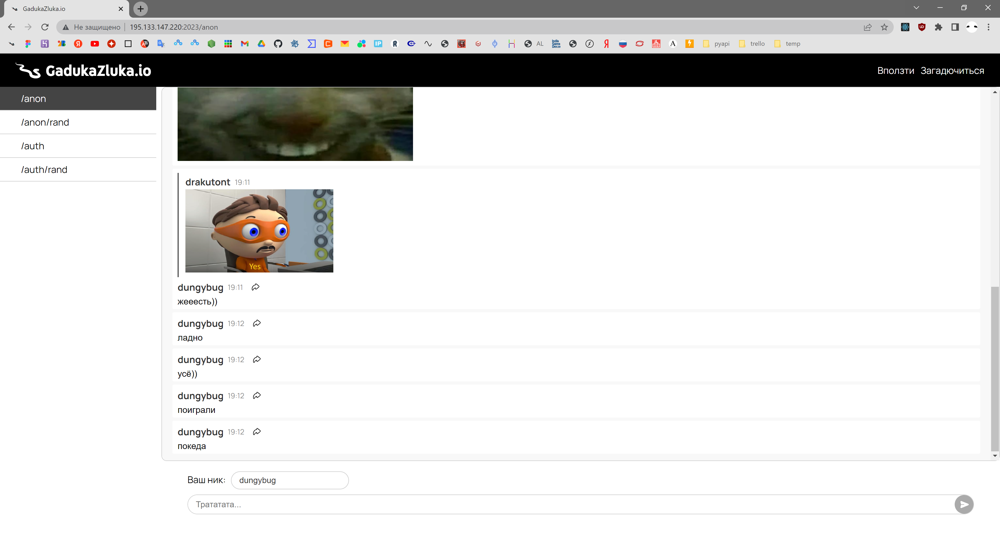 GadukaZluka.io
Не защищено 195.133.147.220:2023/anon
AL
pyapi
trello
temp
GadukaZluka.io
Вползти Загадючиться
/anon
/anon/rand
/auth
/auth/rand
drakutont 19:11
Yes
dungybug 19:11
жееесть))
dungybug 19:12
ладно
dungybug 19:12
усё))
dungybug 19:12
поиграли
dungybug 19:12
покеда
Ваш ник: dungybug
Трататата...